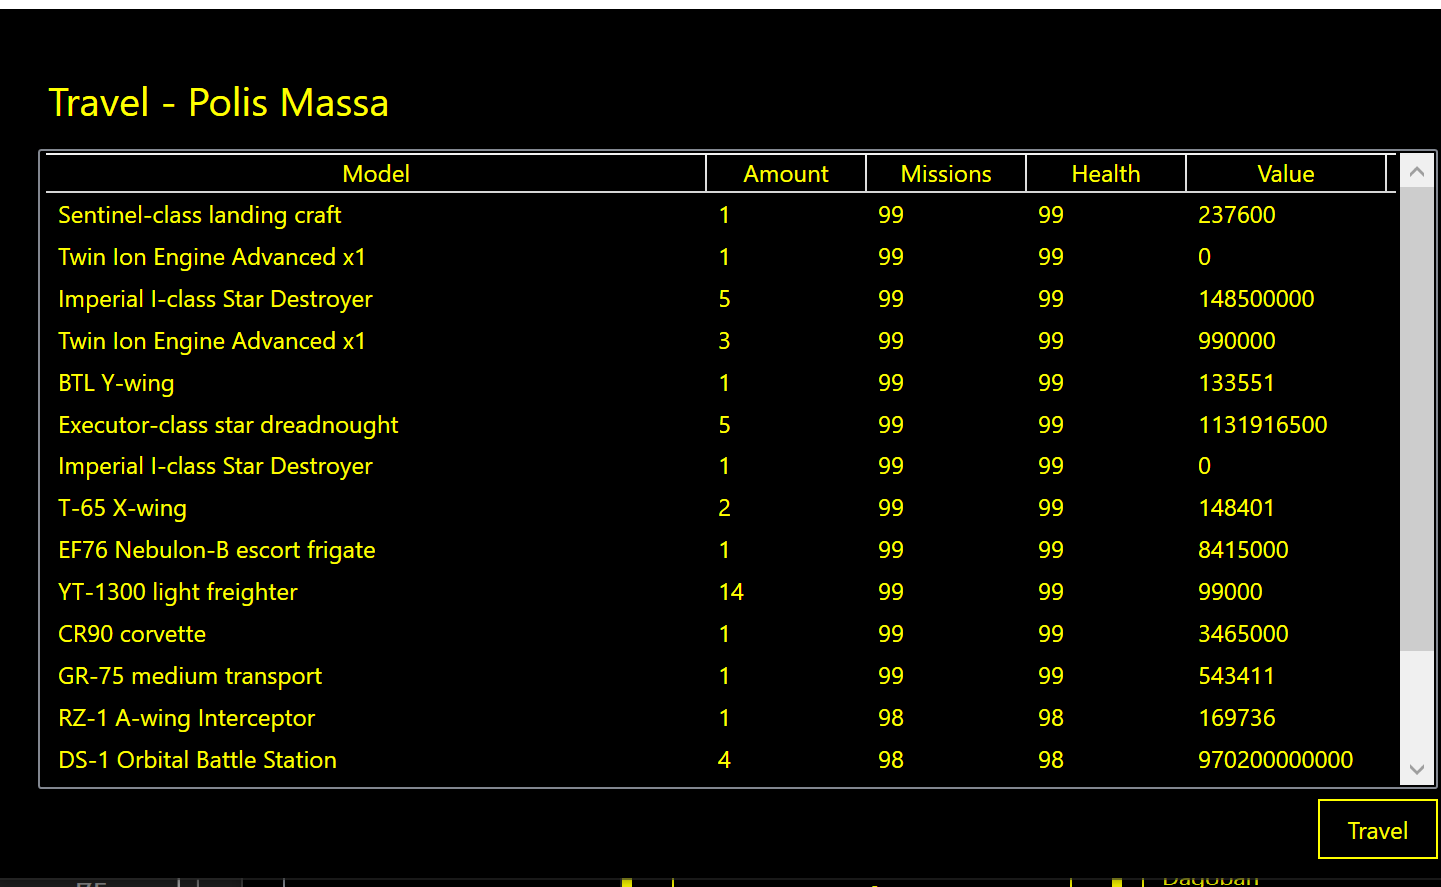 Travel - Polis Massa
Model Amount Missions Health Value
Sentinel-class landing craft 1 99 99 237600
Twin Ion Engine Advanced x1 1 99 99 0
Imperial I-class Star Destroyer 5 99 99 148500000
Twin Ion Engine Advanced x1 3 99 99 990000
BTL Y-wing 1 99 99 133551
Executor-class star dreadnought 5 99 99 1131916500
Imperial I-class Star Destroyer 1 99 99 0
T-65 X-wing 2 99 99 148401
EF76 Nebulon-B escort frigate 1 99 99 8415000
YT-1300 light freighter 14 99 99 99000
CR90 corvette 1 99 99 3465000
GR-75 medium transport 1 99 99 543411
RZ-1 A-wing Interceptor 1 98 98 169736
DS-1 Orbital Battle Station 4 98 98 970200000000
Travel